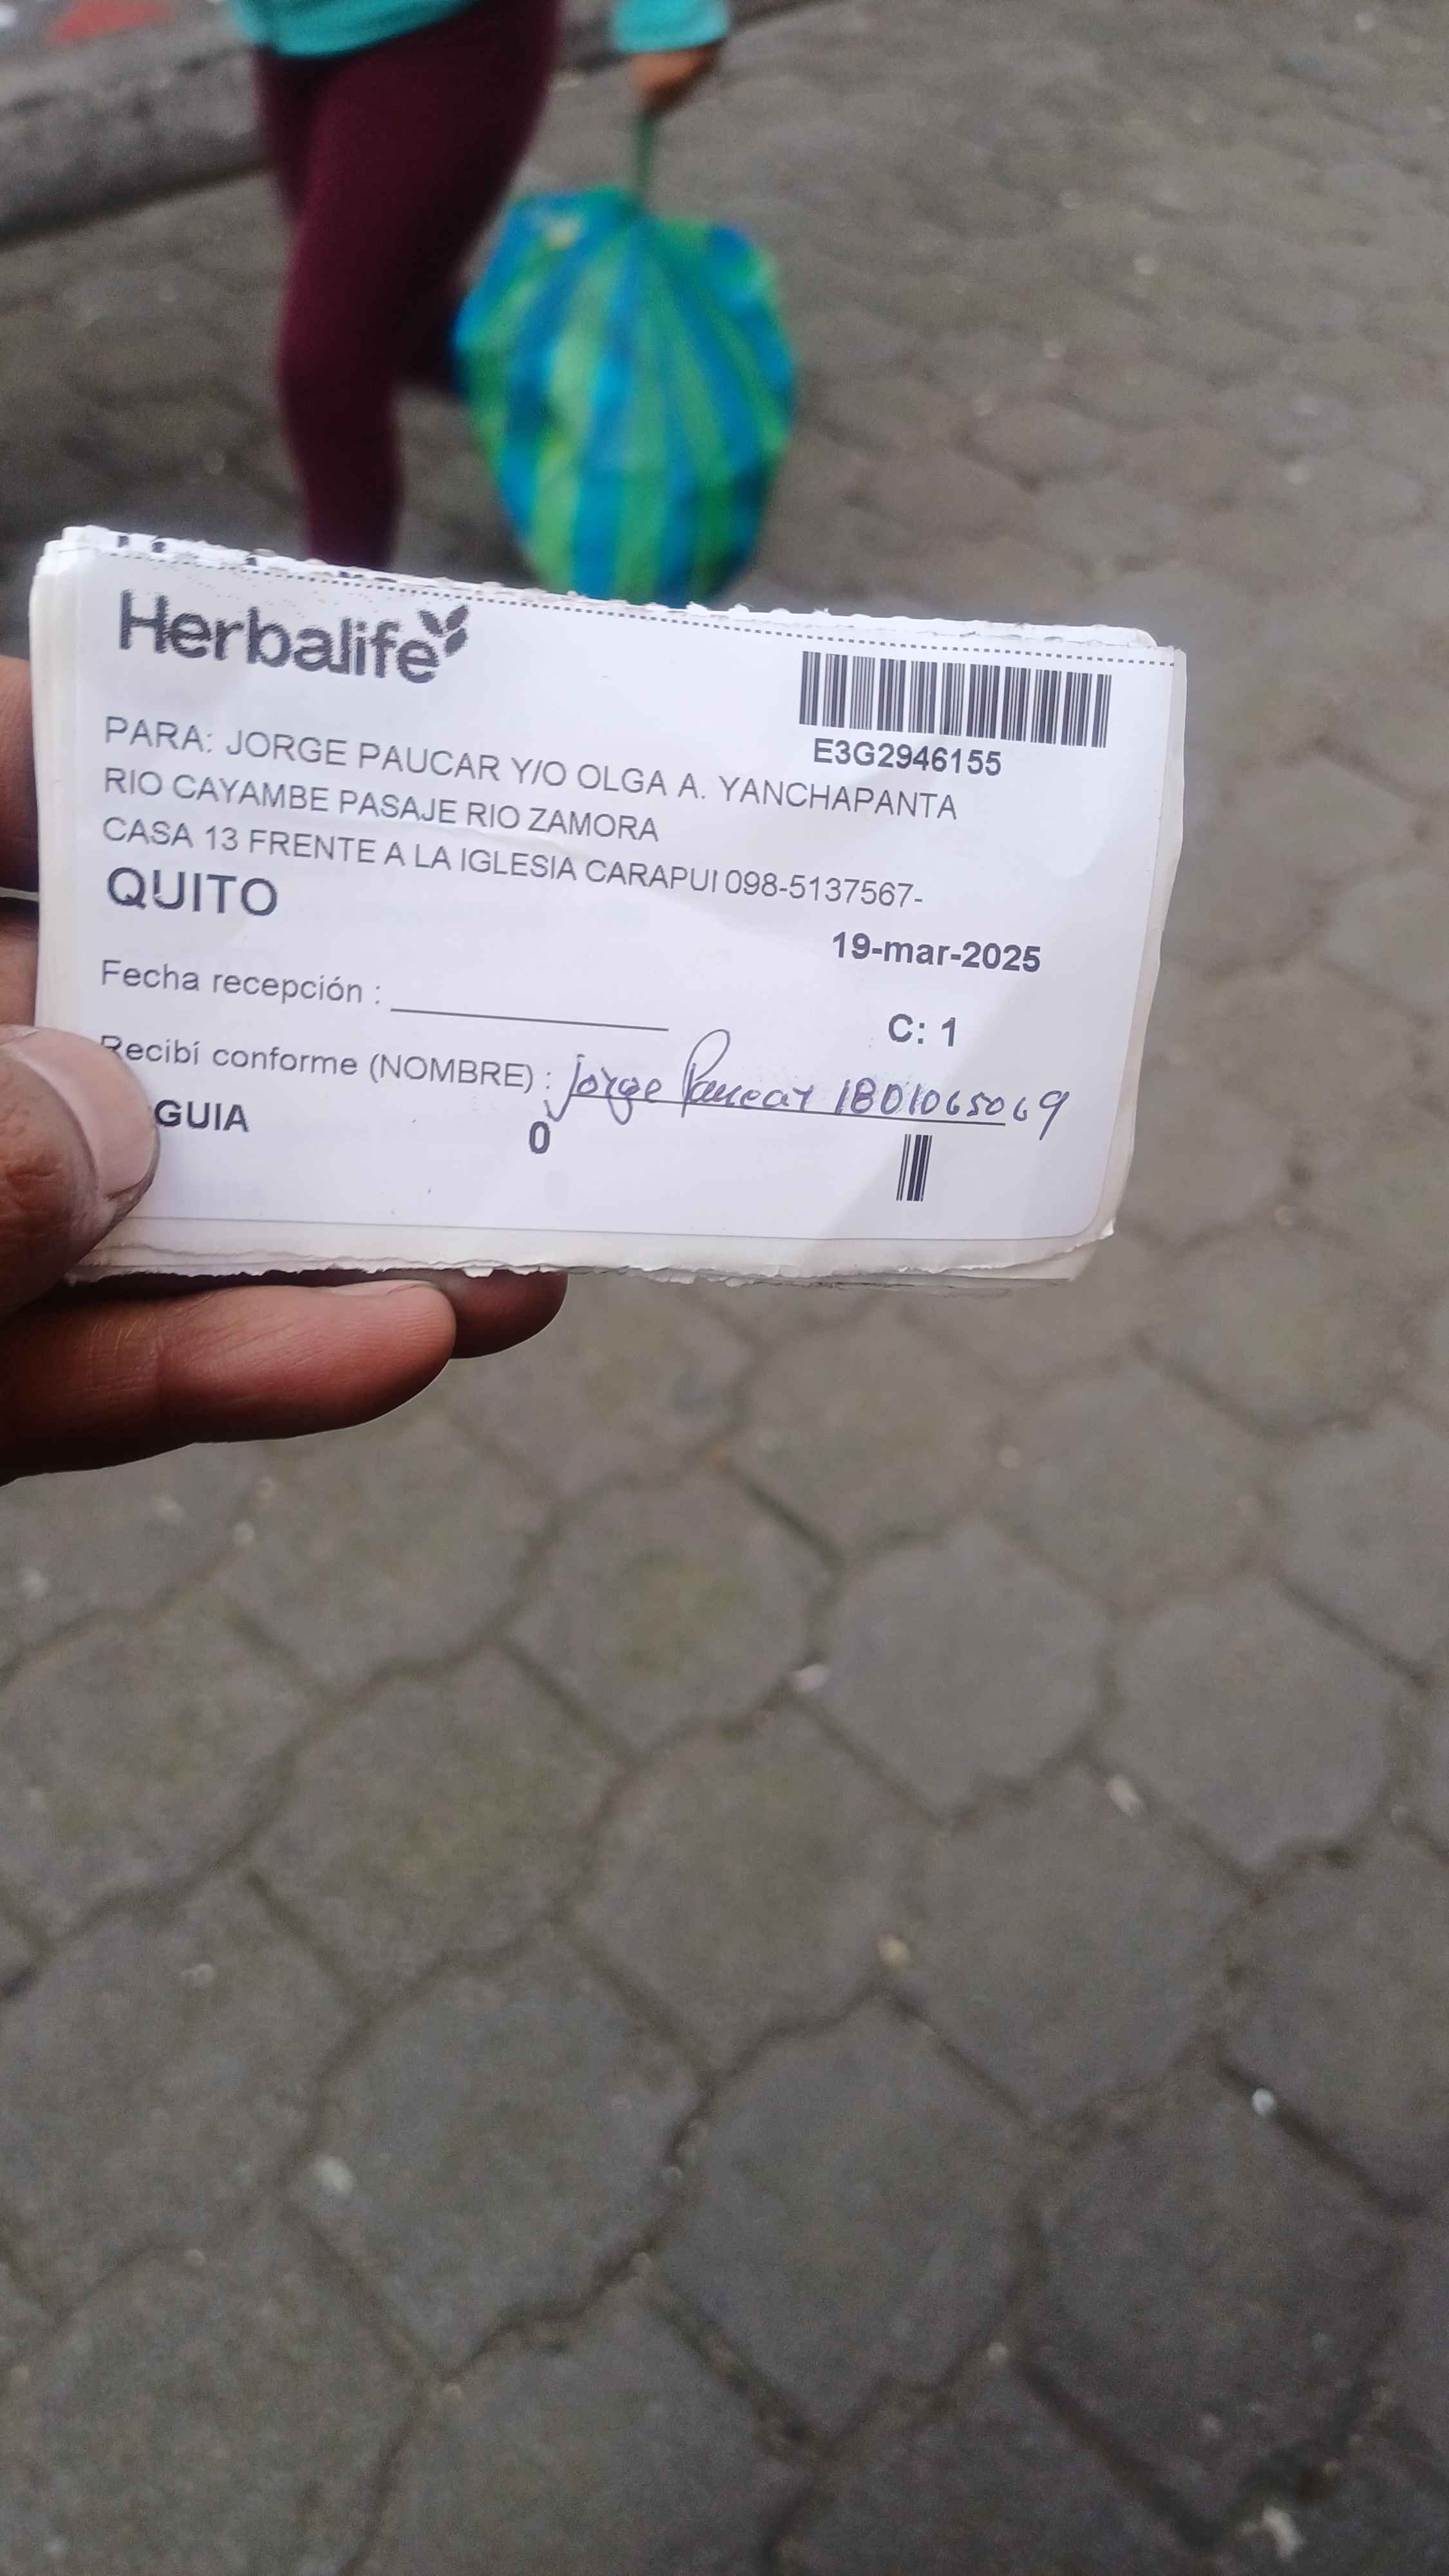 Herbalife
E3G2946155
PARA: JORGE PAUCAR Y/O OLGA A. YANCHAPANTA
RIO CAYAMBE PASAJE RIO ZAMORA
CASA 13 FRENTE A LA IGLESIA CARAPUI 098-5137567-
QUITO
19-mar-2025
Fecha recepción :
C: 1
Recibí conforme (NOMBRE) : Jorge Paucar 1801065069
GUIA
0